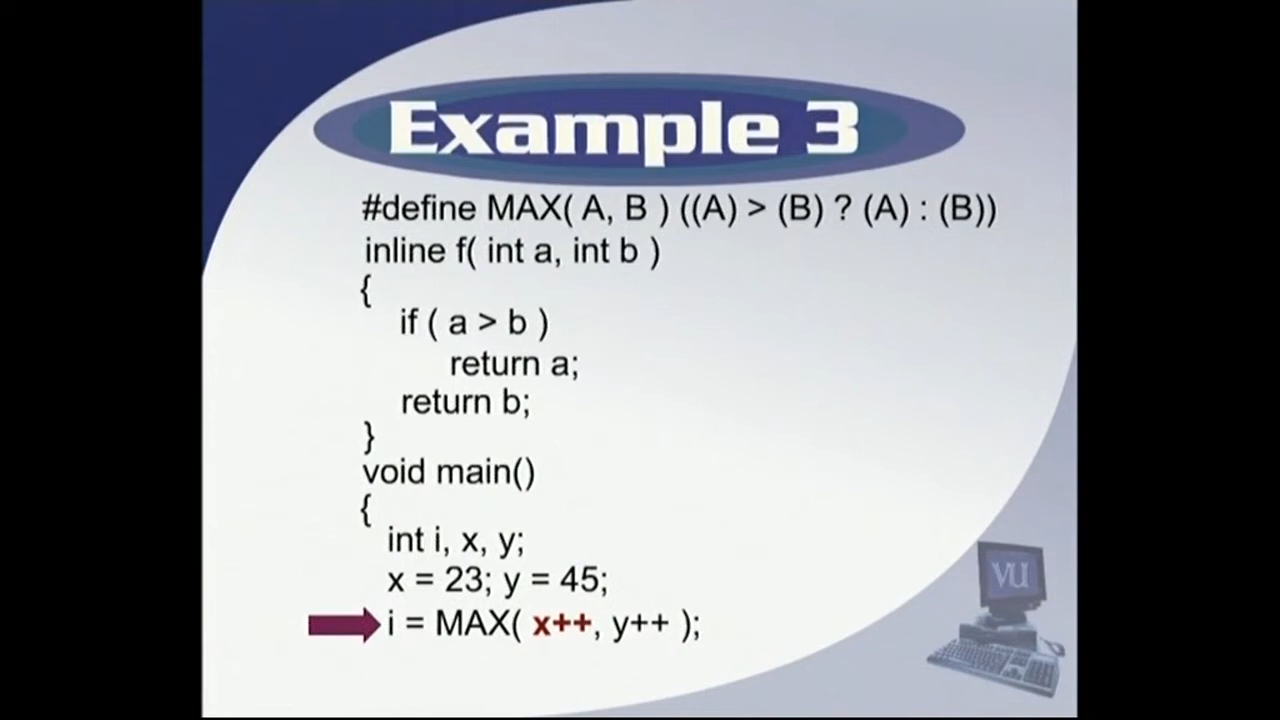 Example 3
#define MAX( A, B ) ((A) > (B) ? (A) : (B))
inline f( int a, int b )
{
if ( a > b )
return a;
return b;
}
void main()
{
int i, x, y;
x = 23; y = 45;
i = MAX( x++, y++ );
VU